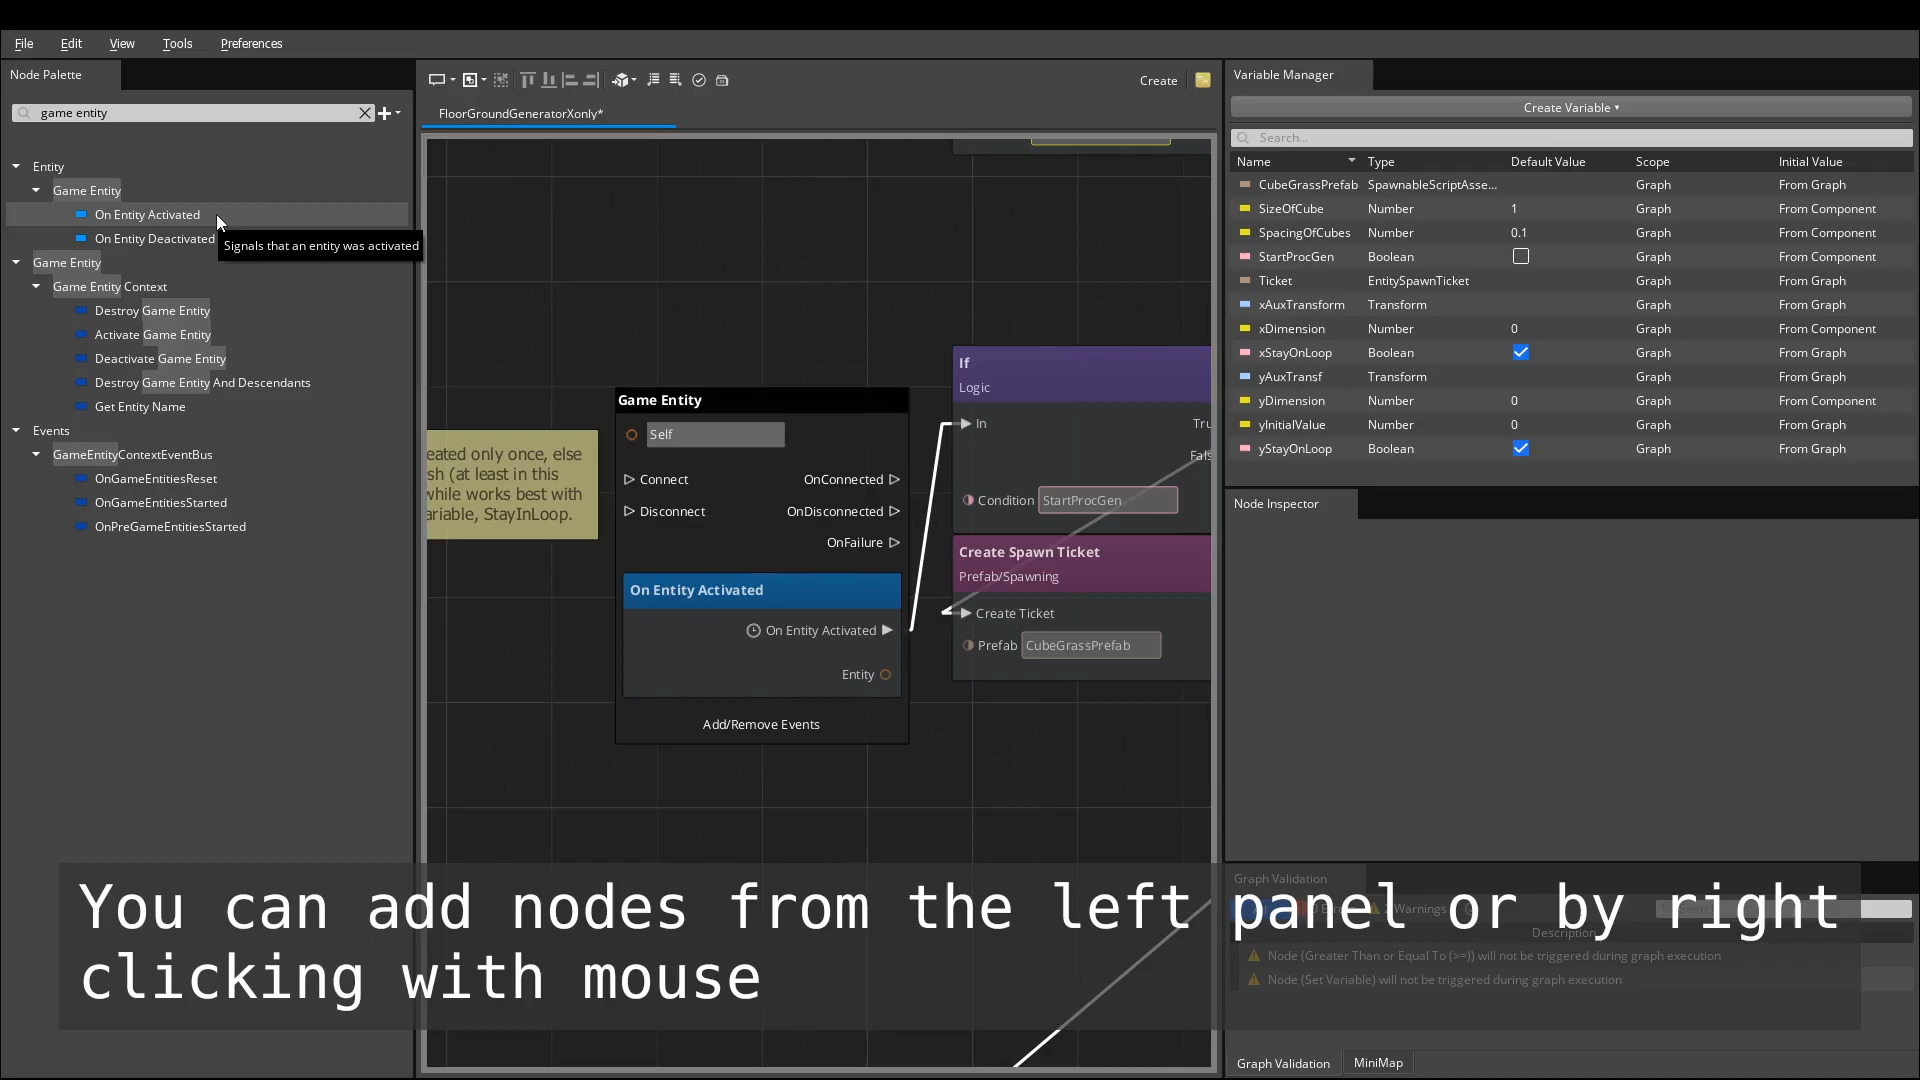 File Edit View Tools Preferences
Node Palette
game entity
Entity
Game Entity
On Entity Activated
On Entity Deactivated
Signals that an entity was activated
Game Entity
Game Entity Context
Destroy Game Entity
Activate Game Entity
Deactivate Game Entity
Destroy Game Entity And Descendants
Get Entity Name
Events
GameEntityContextEventBus
OnGameEntitiesReset
OnGameEntitiesStarted
OnPreGameEntitiesStarted
Create
FloorGroundGeneratorXonly*
eated only once, else
sh (at least in this
while works best with
ariable, StayInLoop.
Game Entity
Self
Connect OnConnected
Disconnect OnDisconnected
OnFailure
On Entity Activated
On Entity Activated
Entity
Add/Remove Events
If
Logic
In Tru
Fals
Condition StartProcGen
Create Spawn Ticket
Prefab/Spawning
Create Ticket
Prefab CubeGrassPrefab
Variable Manager
Create Variable
Search...
Name Type Default Value Scope Initial Value
CubeGrassPrefab SpawnableScriptAsse... Graph From Graph
SizeOfCube Number 1 Graph From Component
SpacingOfCubes Number 0.1 Graph From Component
StartProcGen Boolean Graph From Component
Ticket EntitySpawnTicket Graph From Graph
xAuxTransform Transform Graph From Graph
xDimension Number 0 Graph From Component
xStayOnLoop Boolean Graph From Graph
yAuxTransf Transform Graph From Graph
yDimension Number 0 Graph From Component
yInitialValue Number 0 Graph From Graph
yStayOnLoop Boolean Graph From Graph
Node Inspector
Graph Validation
Warnings
Description
Node (Greater Than or Equal To (>=)) will not be triggered during graph execution
Node (Set Variable) will not be triggered during graph execution
Graph Validation MiniMap
You can add nodes from the left panel or by right
clicking with mouse